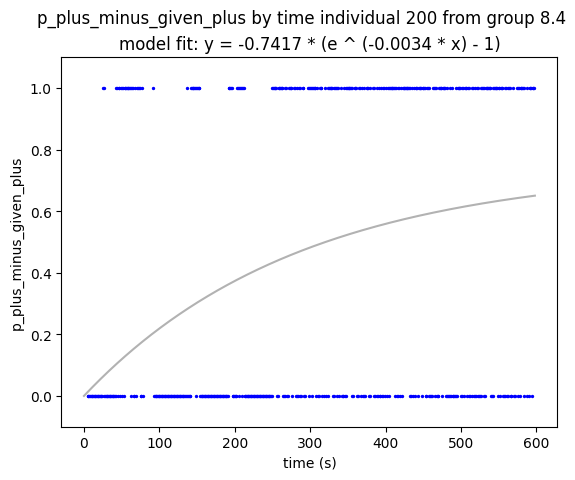 p_plus_minus_given_plus by time individual 200 from group 8.4
model fit: y = -0.7417 * (e ^ (-0.0034 * x) - 1)
1.0
0.8
0.6
0.4
0.2
0.0
p_plus_minus_given_plus
0 100 200 300 400 500 600
time (s)